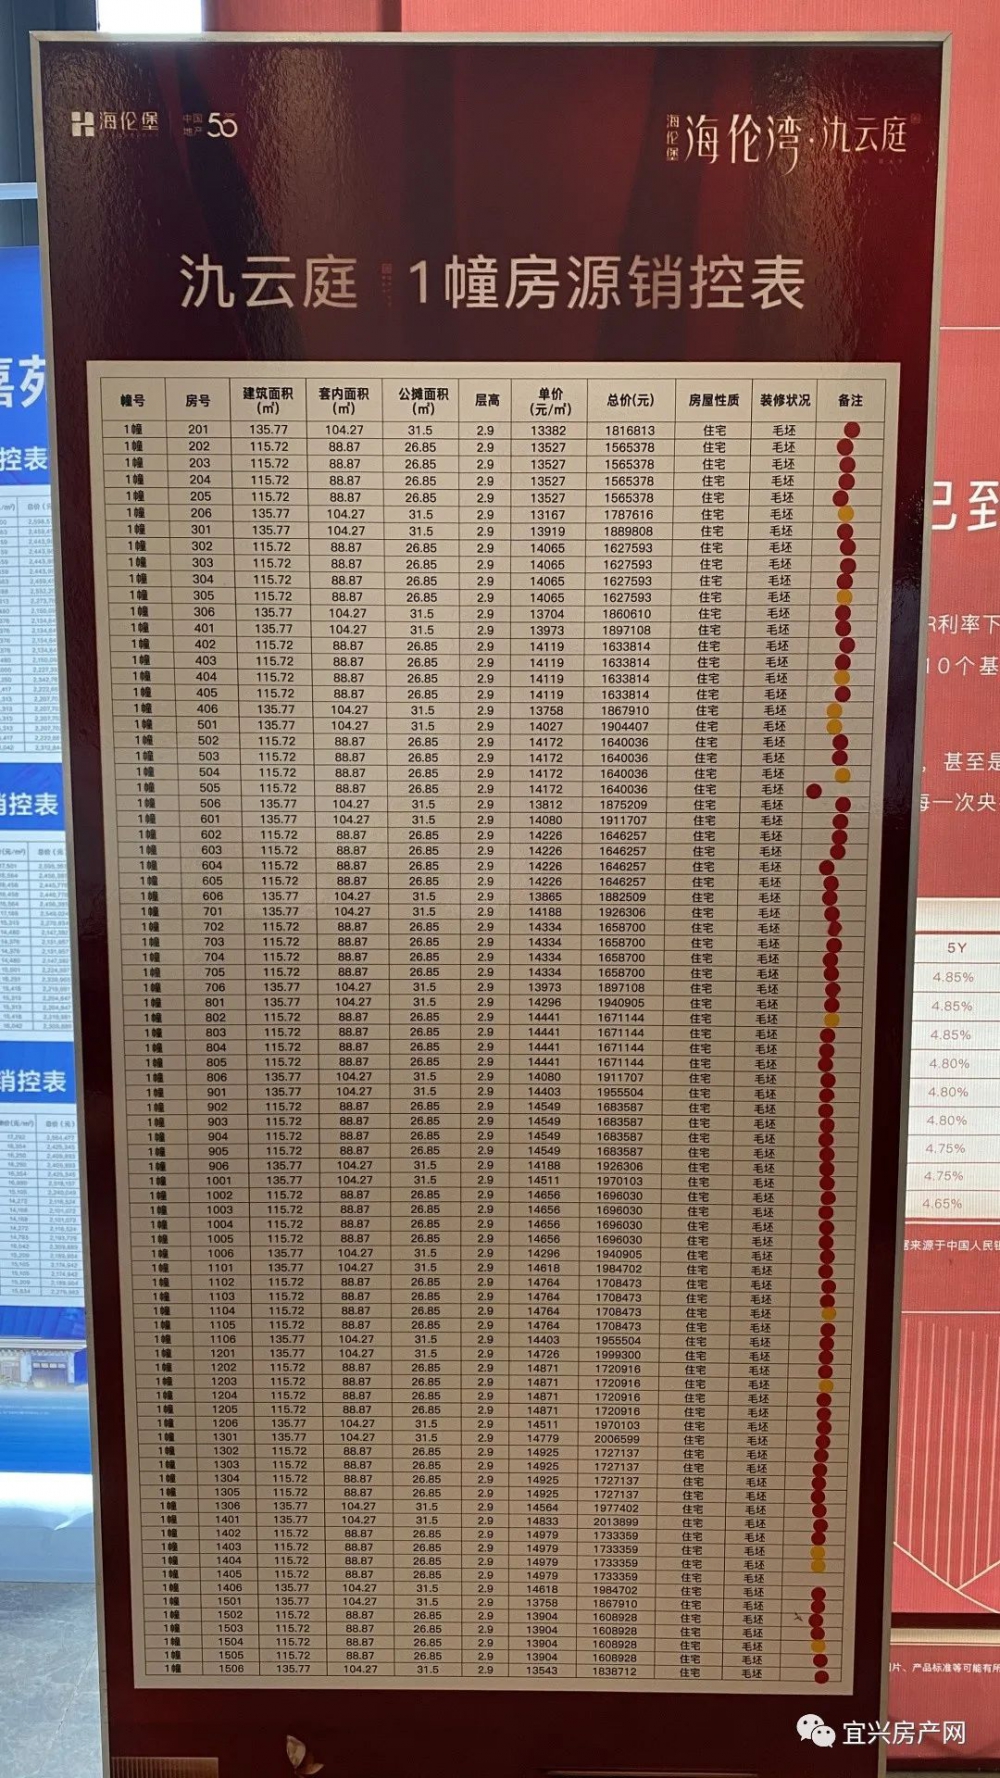 海伦堡 中国地产 50
海伦堡 海伦湾·氿云庭
氿云庭 1幢房源销控表
幢号 房号 建筑面积(㎡) 套内面积(㎡) 公摊面积(㎡) 层高 单价(元/㎡) 总价(元) 房屋性质 装修状况 备注
1幢 201 135.77 104.27 31.5 2.9 13382 1816813 住宅 毛坯
1幢 202 115.72 88.87 26.85 2.9 13527 1565378 住宅 毛坯
1幢 203 115.72 88.87 26.85 2.9 13527 1565378 住宅 毛坯
1幢 204 115.72 88.87 26.85 2.9 13527 1565378 住宅 毛坯
1幢 205 115.72 88.87 26.85 2.9 13527 1565378 住宅 毛坯
1幢 206 135.77 104.27 31.5 2.9 13167 1787616 住宅 毛坯
1幢 301 135.77 104.27 31.5 2.9 13919 1889808 住宅 毛坯
1幢 302 115.72 88.87 26.85 2.9 14065 1627593 住宅 毛坯
1幢 303 115.72 88.87 26.85 2.9 14065 1627593 住宅 毛坯
1幢 304 115.72 88.87 26.85 2.9 14065 1627593 住宅 毛坯
1幢 305 115.72 88.87 26.85 2.9 14065 1627593 住宅 毛坯
1幢 306 135.77 104.27 31.5 2.9 13704 1860610 住宅 毛坯
1幢 401 135.77 104.27 31.5 2.9 13973 1897108 住宅 毛坯
1幢 402 115.72 88.87 26.85 2.9 14119 1633814 住宅 毛坯
1幢 403 115.72 88.87 26.85 2.9 14119 1633814 住宅 毛坯
1幢 404 115.72 88.87 26.85 2.9 14119 1633814 住宅 毛坯
1幢 405 115.72 88.87 26.85 2.9 14119 1633814 住宅 毛坯
1幢 406 135.77 104.27 31.5 2.9 13758 1867910 住宅 毛坯
1幢 501 135.77 104.27 31.5 2.9 14027 1904407 住宅 毛坯
1幢 502 115.72 88.87 26.85 2.9 14172 1640036 住宅 毛坯
1幢 503 115.72 88.87 26.85 2.9 14172 1640036 住宅 毛坯
1幢 504 115.72 88.87 26.85 2.9 14172 1640036 住宅 毛坯
1幢 505 115.72 88.87 26.85 2.9 14172 1640036 住宅 毛坯
1幢 506 135.77 104.27 31.5 2.9 13812 1875209 住宅 毛坯
1幢 601 135.77 104.27 31.5 2.9 14080 1911707 住宅 毛坯
1幢 602 115.72 88.87 26.85 2.9 14226 1646257 住宅 毛坯
1幢 603 115.72 88.87 26.85 2.9 14226 1646257 住宅 毛坯
1幢 604 115.72 88.87 26.85 2.9 14226 1646257 住宅 毛坯
1幢 605 115.72 88.87 26.85 2.9 14226 1646257 住宅 毛坯
1幢 606 135.77 104.27 31.5 2.9 13865 1882509 住宅 毛坯
1幢 701 135.77 104.27 31.5 2.9 14188 1926306 住宅 毛坯
1幢 702 115.72 88.87 26.85 2.9 14334 1658700 住宅 毛坯
1幢 703 115.72 88.87 26.85 2.9 14334 1658700 住宅 毛坯
1幢 704 115.72 88.87 26.85 2.9 14334 1658700 住宅 毛坯
1幢 705 115.72 88.87 26.85 2.9 14334 1658700 住宅 毛坯
1幢 706 135.77 104.27 31.5 2.9 13973 1897108 住宅 毛坯
1幢 801 135.77 104.27 31.5 2.9 14296 1940905 住宅 毛坯
1幢 802 115.72 88.87 26.85 2.9 14441 1671144 住宅 毛坯
1幢 803 115.72 88.87 26.85 2.9 14441 1671144 住宅 毛坯
1幢 804 115.72 88.87 26.85 2.9 14441 1671144 住宅 毛坯
1幢 805 115.72 88.87 26.85 2.9 14441 1671144 住宅 毛坯
1幢 806 135.77 104.27 31.5 2.9 14080 1911707 住宅 毛坯
1幢 901 135.77 104.27 31.5 2.9 14403 1955504 住宅 毛坯
1幢 902 115.72 88.87 26.85 2.9 14549 1683587 住宅 毛坯
1幢 903 115.72 88.87 26.85 2.9 14549 1683587 住宅 毛坯
1幢 904 115.72 88.87 26.85 2.9 14549 1683587 住宅 毛坯
1幢 905 115.72 88.87 26.85 2.9 14549 1683587 住宅 毛坯
1幢 906 135.77 104.27 31.5 2.9 14188 1926306 住宅 毛坯
1幢 1001 135.77 104.27 31.5 2.9 14511 1970103 住宅 毛坯
1幢 1002 115.72 88.87 26.85 2.9 14656 1696030 住宅 毛坯
1幢 1003 115.72 88.87 26.85 2.9 14656 1696030 住宅 毛坯
1幢 1004 115.72 88.87 26.85 2.9 14656 1696030 住宅 毛坯
1幢 1005 115.72 88.87 26.85 2.9 14656 1696030 住宅 毛坯
1幢 1006 135.77 104.27 31.5 2.9 14296 1940905 住宅 毛坯
1幢 1101 135.77 104.27 31.5 2.9 14618 1984702 住宅 毛坯
1幢 1102 115.72 88.87 26.85 2.9 14764 1708473 住宅 毛坯
1幢 1103 115.72 88.87 26.85 2.9 14764 1708473 住宅 毛坯
1幢 1104 115.72 88.87 26.85 2.9 14764 1708473 住宅 毛坯
1幢 1105 115.72 88.87 26.85 2.9 14764 1708473 住宅 毛坯
1幢 1106 135.77 104.27 31.5 2.9 14403 1955504 住宅 毛坯
1幢 1201 135.77 104.27 31.5 2.9 14726 1999300 住宅 毛坯
1幢 1202 115.72 88.87 26.85 2.9 14871 1720916 住宅 毛坯
1幢 1203 115.72 88.87 26.85 2.9 14871 1720916 住宅 毛坯
1幢 1204 115.72 88.87 26.85 2.9 14871 1720916 住宅 毛坯
1幢 1205 115.72 88.87 26.85 2.9 14871 1720916 住宅 毛坯
1幢 1206 135.77 104.27 31.5 2.9 14511 1970103 住宅 毛坯
1幢 1301 135.77 104.27 31.5 2.9 14779 2006599 住宅 毛坯
1幢 1302 115.72 88.87 26.85 2.9 14925 1727137 住宅 毛坯
1幢 1303 115.72 88.87 26.85 2.9 14925 1727137 住宅 毛坯
1幢 1304 115.72 88.87 26.85 2.9 14925 1727137 住宅 毛坯
1幢 1305 115.72 88.87 26.85 2.9 14925 1727137 住宅 毛坯
1幢 1306 135.77 104.27 31.5 2.9 14564 1977402 住宅 毛坯
1幢 1401 135.77 104.27 31.5 2.9 14833 2013899 住宅 毛坯
1幢 1402 115.72 88.87 26.85 2.9 14979 1733359 住宅 毛坯
1幢 1403 115.72 88.87 26.85 2.9 14979 1733359 住宅 毛坯
1幢 1404 115.72 88.87 26.85 2.9 14979 1733359 住宅 毛坯
1幢 1405 115.72 88.87 26.85 2.9 14979 1733359 住宅 毛坯
1幢 1406 135.77 104.27 31.5 2.9 14618 1984702 住宅 毛坯
1幢 1501 135.77 104.27 31.5 2.9 13758 1867910 住宅 毛坯
1幢 1502 115.72 88.87 26.85 2.9 13904 1608928 住宅 毛坯
1幢 1503 115.72 88.87 26.85 2.9 13904 1608928 住宅 毛坯
1幢 1504 115.72 88.87 26.85 2.9 13904 1608928 住宅 毛坯
1幢 1505 115.72 88.87 26.85 2.9 13904 1608928 住宅 毛坯
1幢 1506 135.77 104.27 31.5 2.9 13543 1838712 住宅 毛坯
控表
销控表
销控表
已到
R利率下
10个基
，甚至是
每一次央
5Y
4.85%
4.85%
4.85%
4.80%
4.80%
4.80%
4.75%
4.75%
4.65%
据来源于中国人民银
片、产品标准等可能有所
宜兴房产网